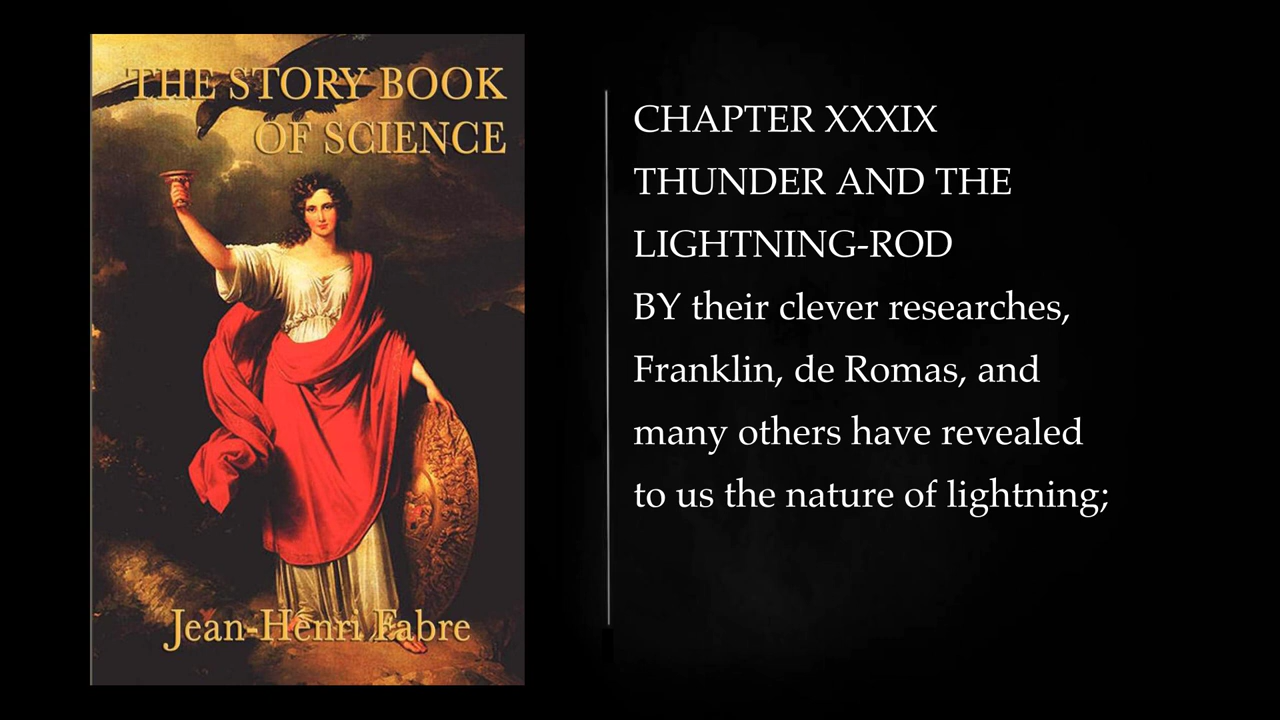 THE STORY BOOK
OF SCIENCE
Jean-Henri Fabre
CHAPTER XXXIX
THUNDER AND THE
LIGHTNING-ROD
BY their clever researches,
Franklin, de Romas, and
many others have revealed
to us the nature of lightning;